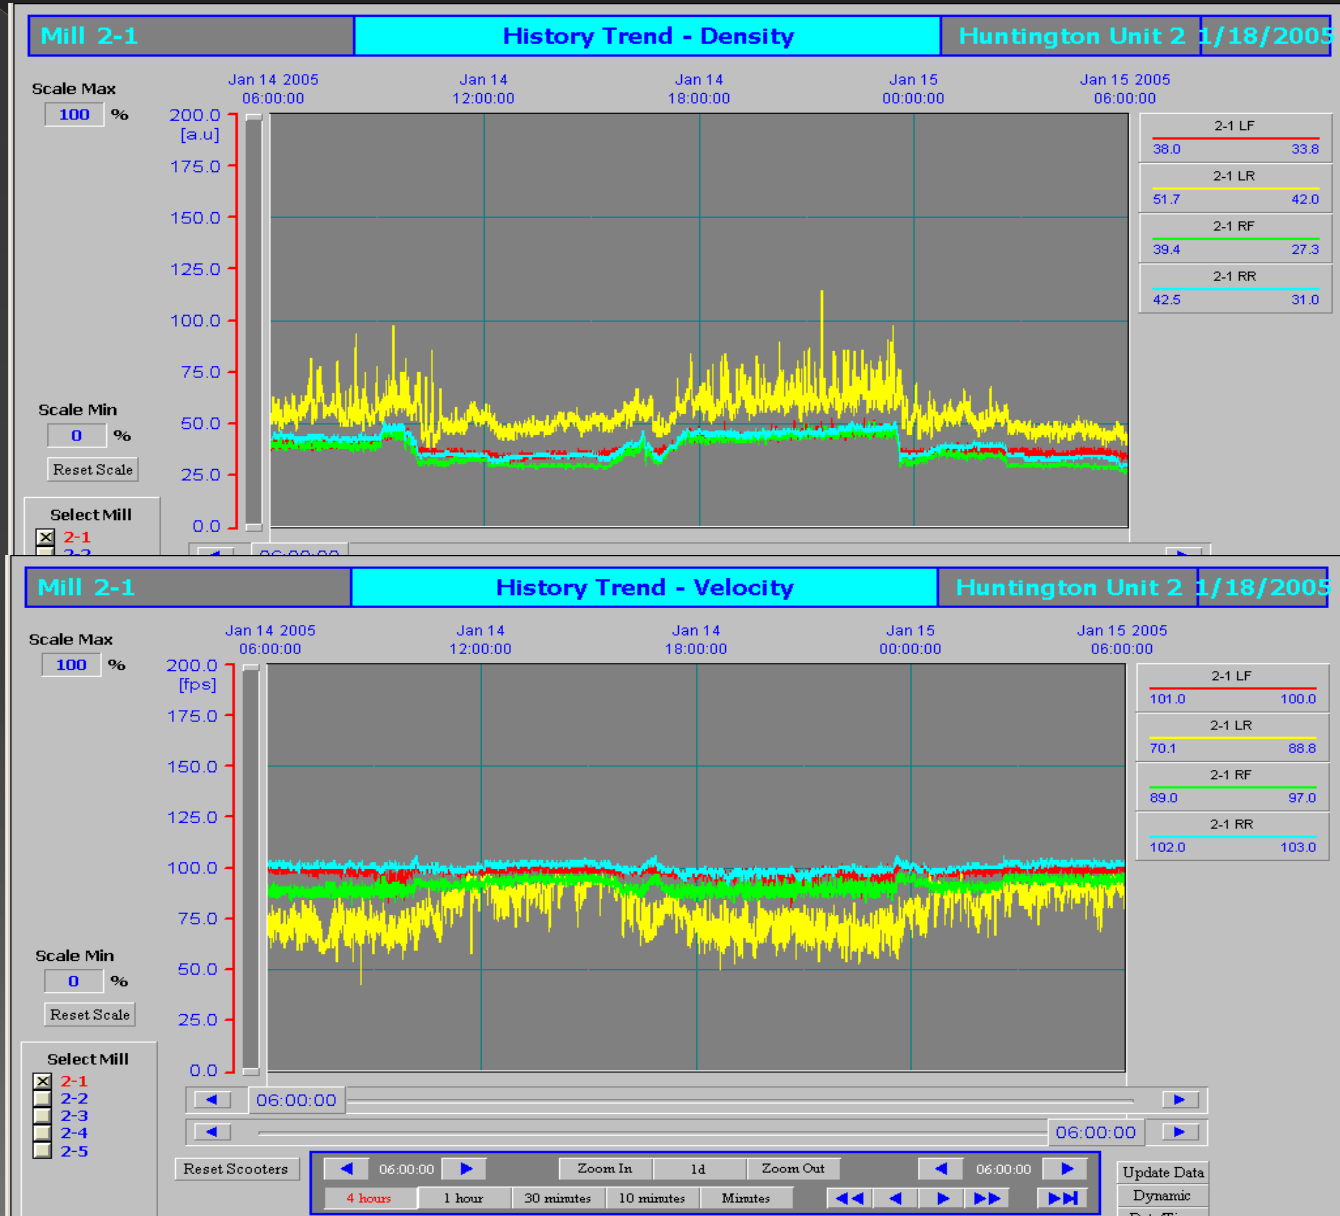 Mill 2-1 History Trend - Density Huntington Unit 2 1/18/2005
Jan 14 2005 Jan 14 Jan 14 Jan 15 Jan 15 2005
06:00:00 12:00:00 18:00:00 00:00:00 06:00:00
Scale Max
100 %
200.0
[a.u]
175.0
150.0
125.0
100.0
75.0
50.0
25.0
0.0
Scale Min
0 %
Reset Scale
Select Mill
2-1
2-2
06:00:00
2-1 LF
38.0 33.8
2-1 LR
51.7 42.0
2-1 RF
39.4 27.3
2-1 RR
42.5 31.0
Mill 2-1 History Trend - Velocity Huntington Unit 2 1/18/2005
Jan 14 2005 Jan 14 Jan 14 Jan 15 Jan 15 2005
06:00:00 12:00:00 18:00:00 00:00:00 06:00:00
Scale Max
100 %
200.0
[fps]
175.0
150.0
125.0
100.0
75.0
50.0
25.0
0.0
Scale Min
0 %
Reset Scale
Select Mill
2-1
2-2
2-3
2-4
2-5
2-1 LF
101.0 100.0
2-1 LR
70.1 88.8
2-1 RF
89.0 97.0
2-1 RR
102.0 103.0
06:00:00
06:00:00
Reset Scooters 06:00:00 Zoom In 1d Zoom Out 06:00:00 Update Data
4 hours 1 hour 30 minutes 10 minutes Minutes Dynamic